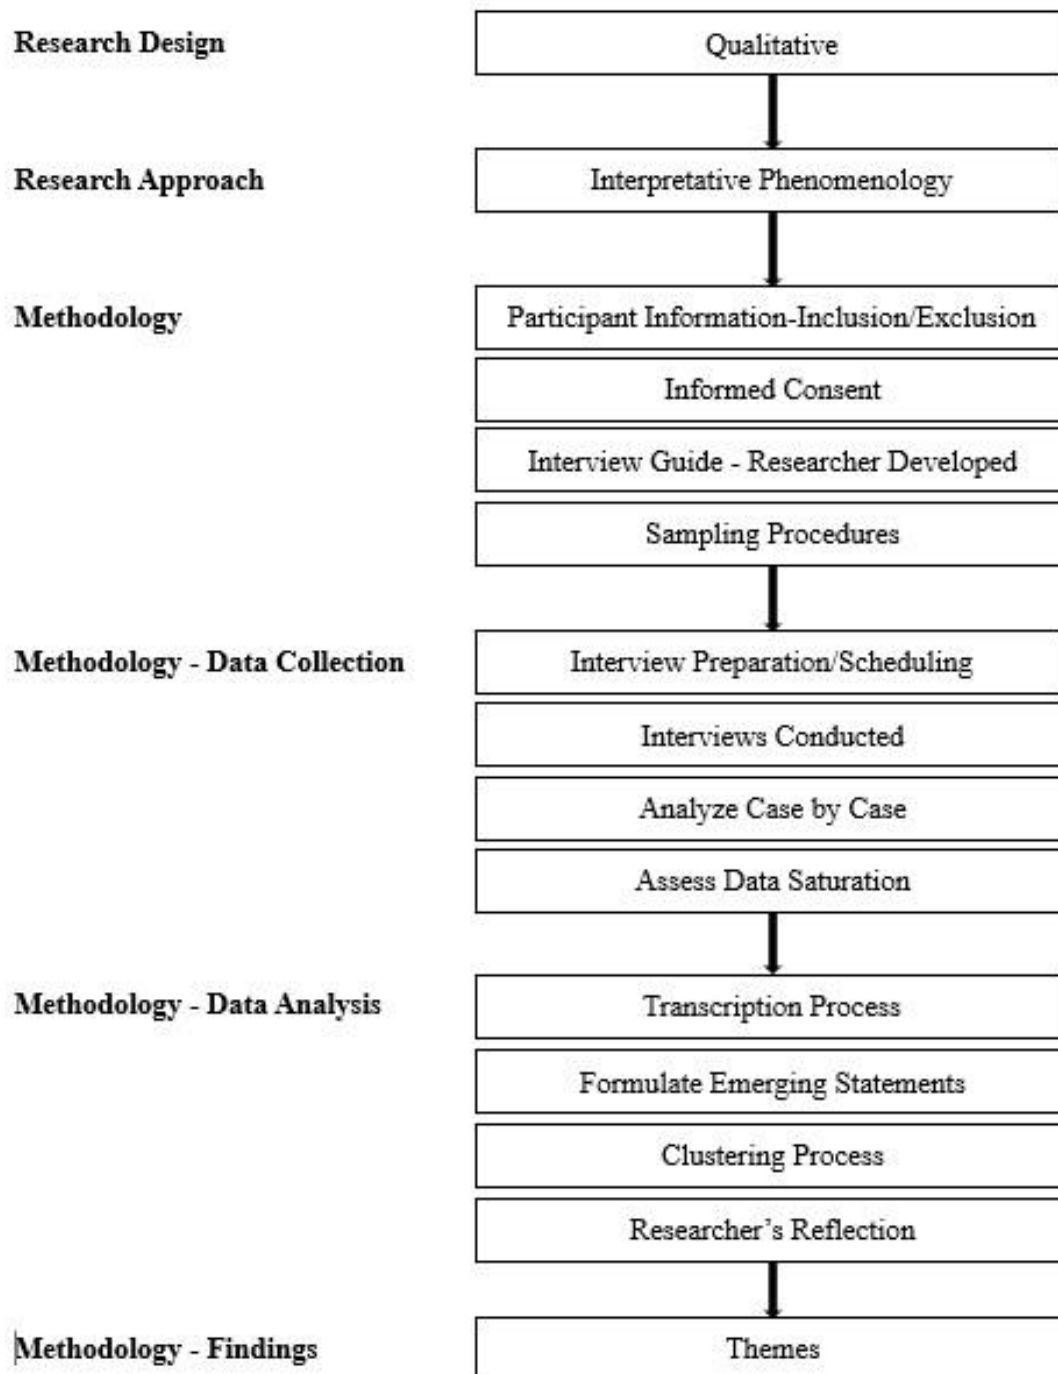 Research Design
Qualitative
Research Approach
Interpretative Phenomenology
Methodology
Participant Information-Inclusion/Exclusion
Informed Consent
Interview Guide - Researcher Developed
Sampling Procedures
Methodology - Data Collection
Interview Preparation/Scheduling
Interviews Conducted
Analyze Case by Case
Assess Data Saturation
Methodology - Data Analysis
Transcription Process
Formulate Emerging Statements
Clustering Process
Researcher’s Reflection
Methodology - Findings
Themes